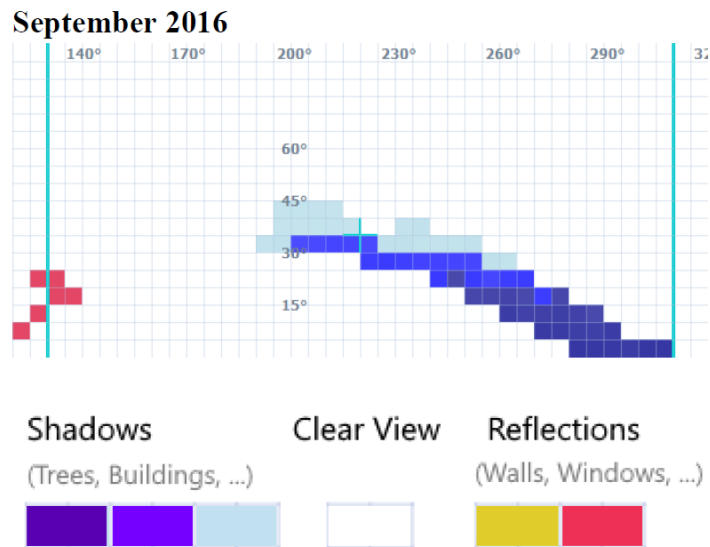 September 2016
140° 170° 200° 230° 260° 290° 32
60°
45°
30°
15°
Shadows Clear View Reflections
(Trees, Buildings, ...) (Walls, Windows, ...)